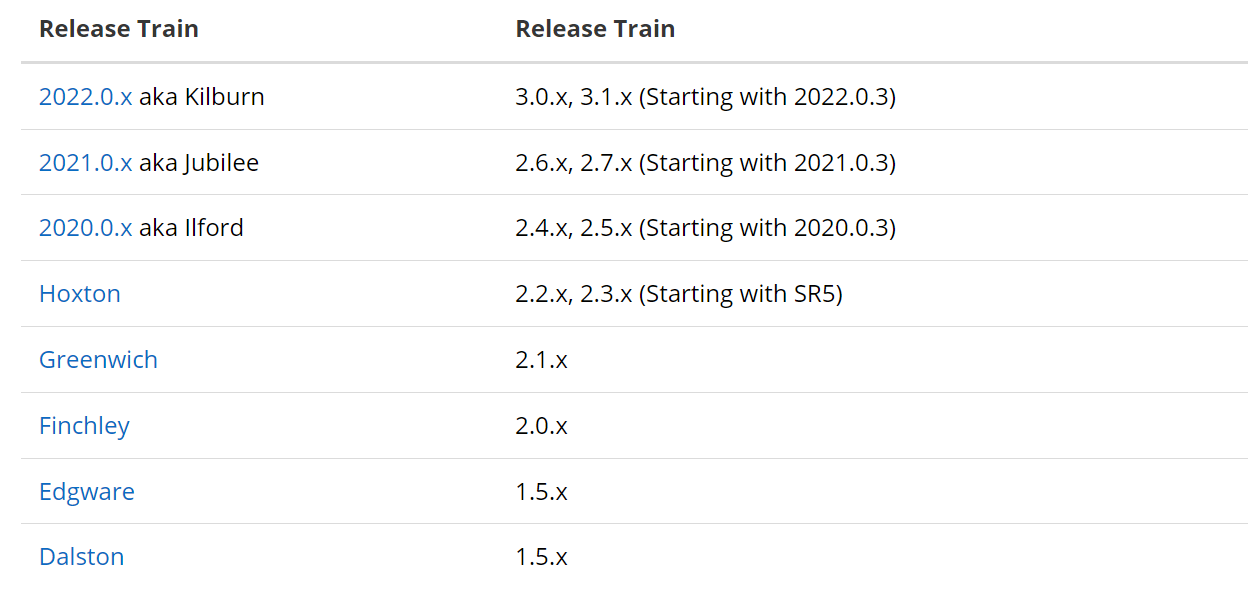 Release Train Release Train
2022.0.x aka Kilburn 3.0.x, 3.1.x (Starting with 2022.0.3)
2021.0.x aka Jubilee 2.6.x, 2.7.x (Starting with 2021.0.3)
2020.0.x aka Ilford 2.4.x, 2.5.x (Starting with 2020.0.3)
Hoxton 2.2.x, 2.3.x (Starting with SR5)
Greenwich 2.1.x
Finchley 2.0.x
Edgware 1.5.x
Dalston 1.5.x